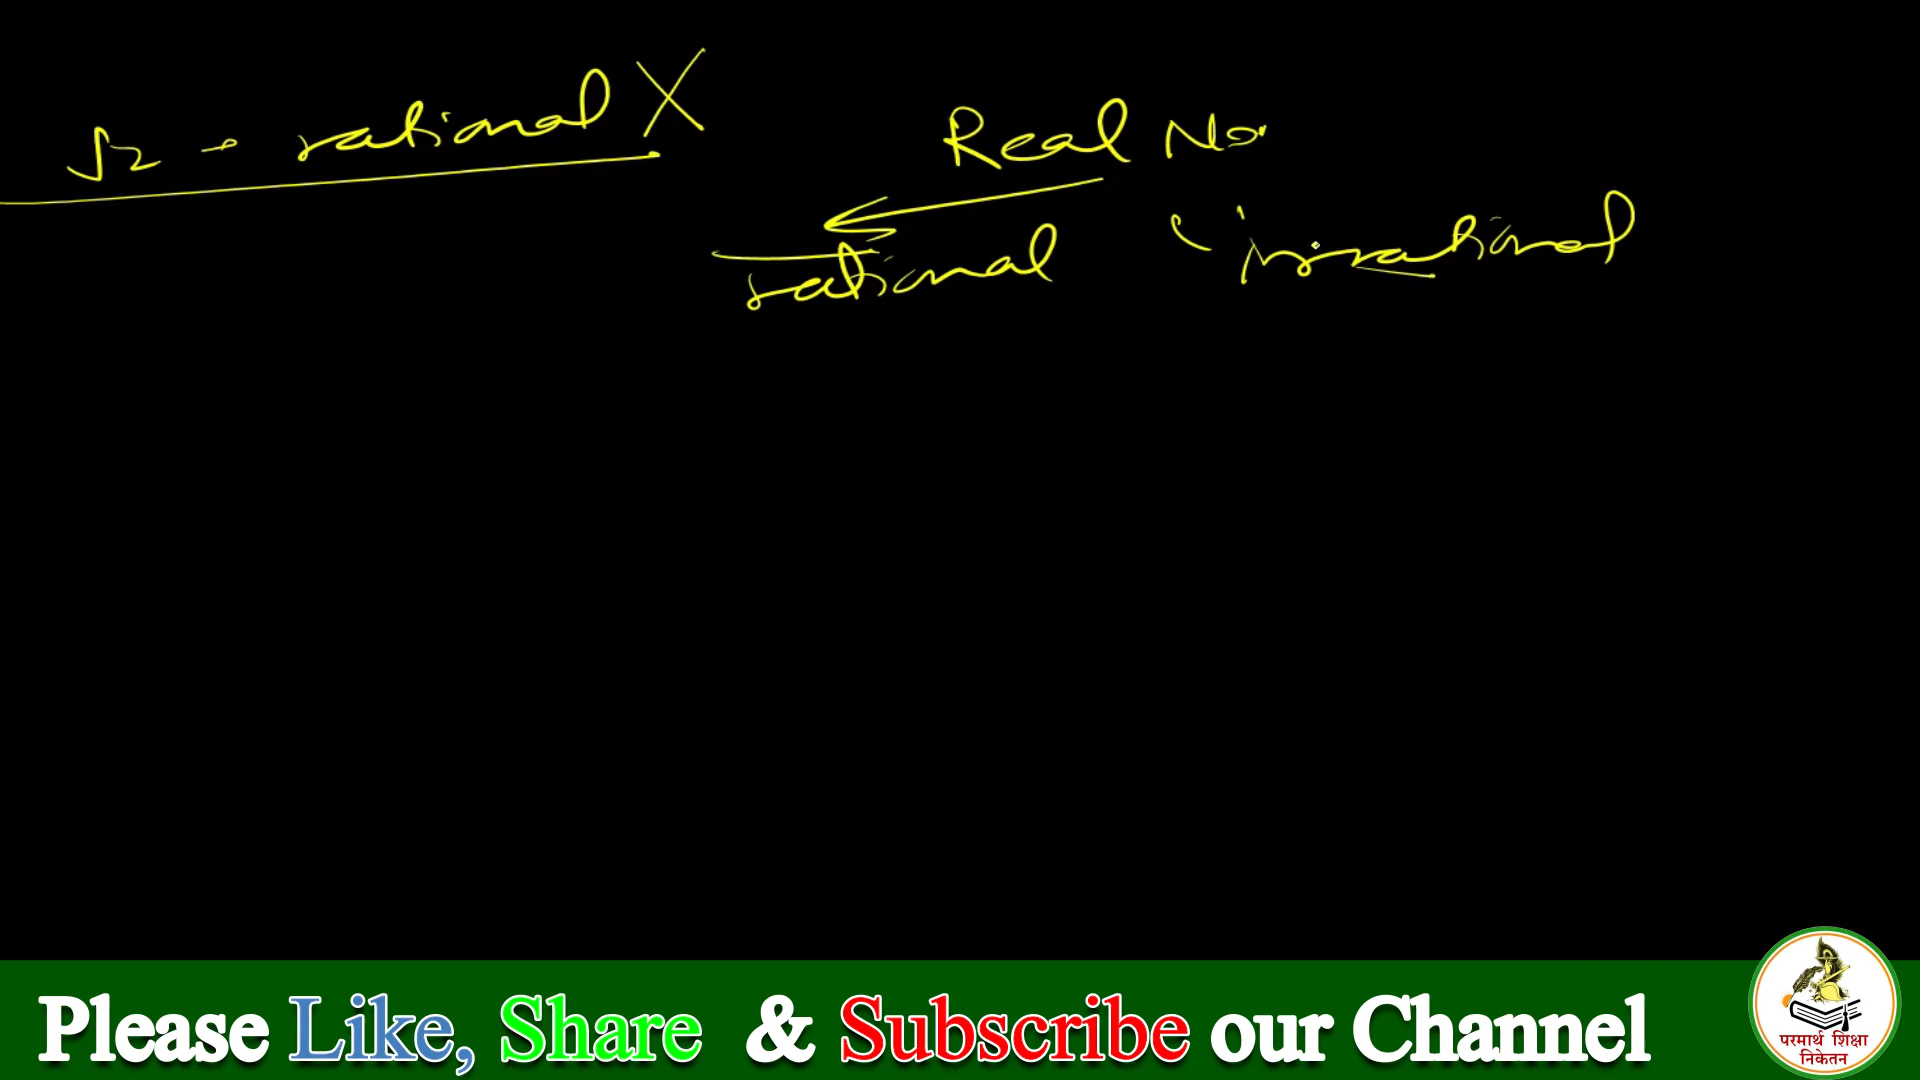 √2 - rational X
Real No.
rational irrational
Please Like, Share & Subscribe our Channel
परमार्थ शिक्षा
निकेतन